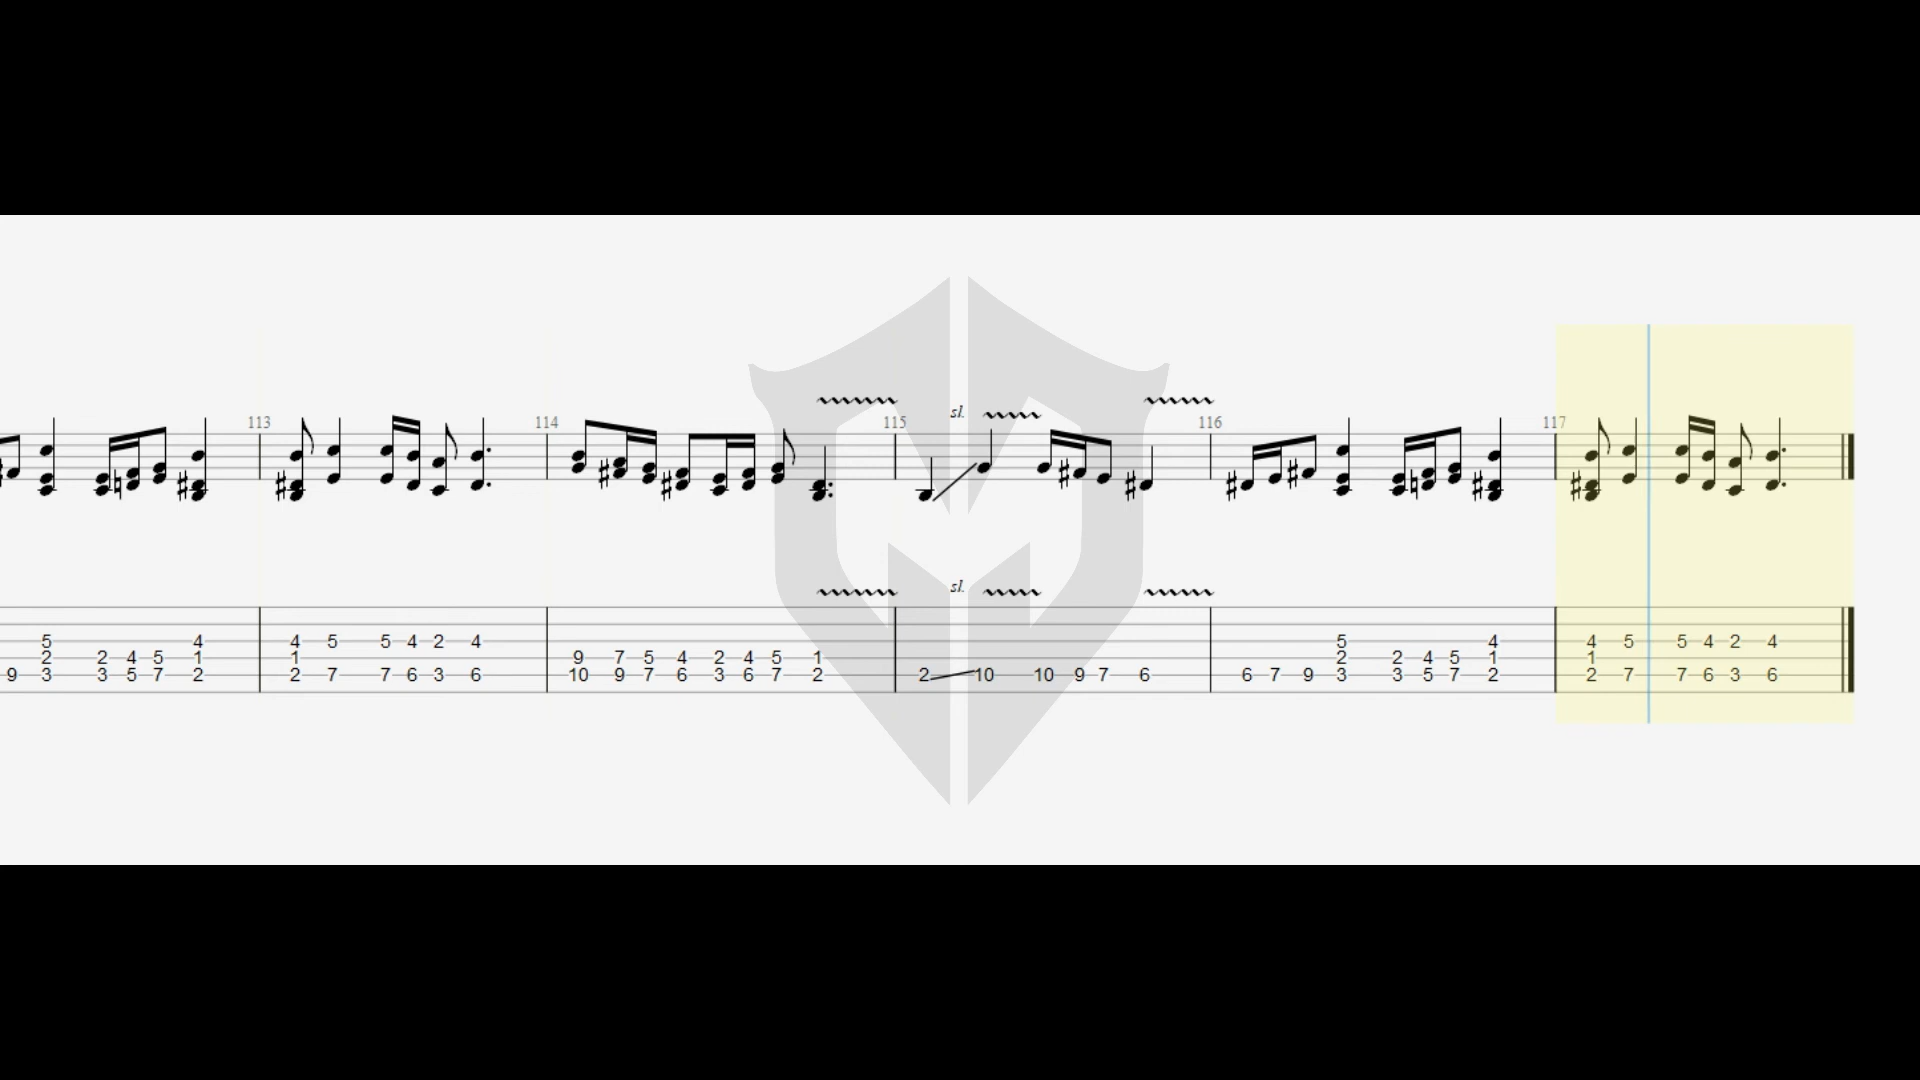 113 114 115 116 117
sl.
sl.
5 4 4 5 5 4 2 4 5 4 4 5 5 4 2 4
2 2 4 5 1 1 9 7 5 4 2 4 5 1 2 2 4 5 1 1
9 3 3 5 7 2 2 7 7 6 3 6 10 9 7 6 3 6 7 2 2 10 10 9 7 6 6 7 9 3 3 5 7 2 2 7 7 6 3 6